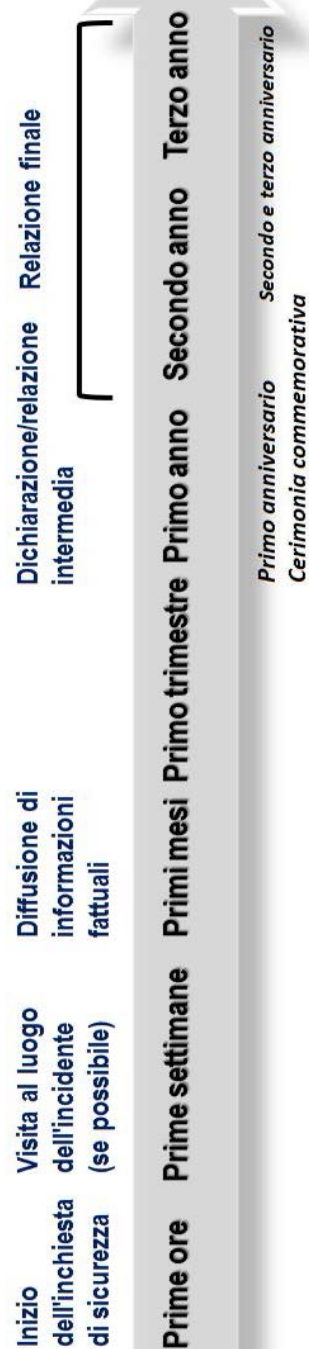 Inizio
dell'inchiesta
di sicurezza
Visita al luogo
dell'incidente
(se possibile)
Diffusione di
informazioni
fattuali
Dichiarazione/relazione
intermedia
Relazione finale
Prime ore Prime settimane Primi mesi Primo trimestre Primo anno Secondo anno Terzo anno
Primo anniversario
Cerimonia commemorativa
Secondo e terzo anniversario